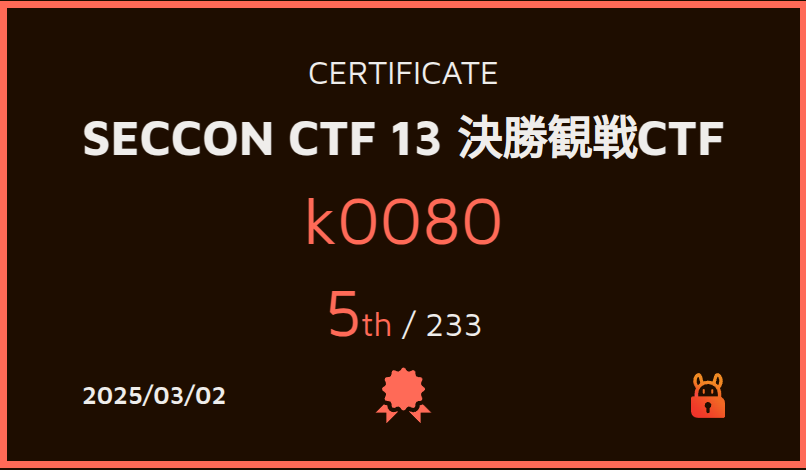 CERTIFICATE
SECCON CTF 13 決勝観戦CTF
k0080
5th / 233
2025/03/02